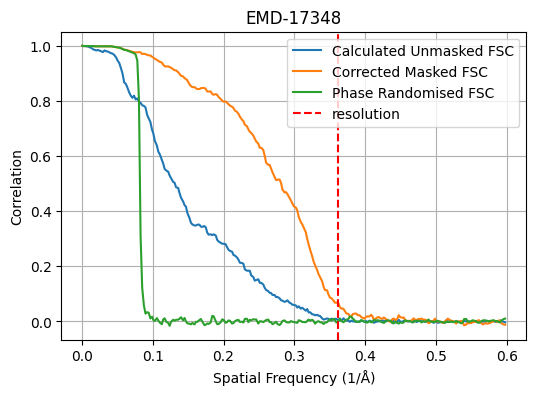 EMD-17348
Calculated Unmasked FSC
Corrected Masked FSC
Phase Randomised FSC
resolution
Correlation
1.0
0.8
0.6
0.4
0.2
0.0
0.0 0.1 0.2 0.3 0.4 0.5 0.6
Spatial Frequency (1/Å)